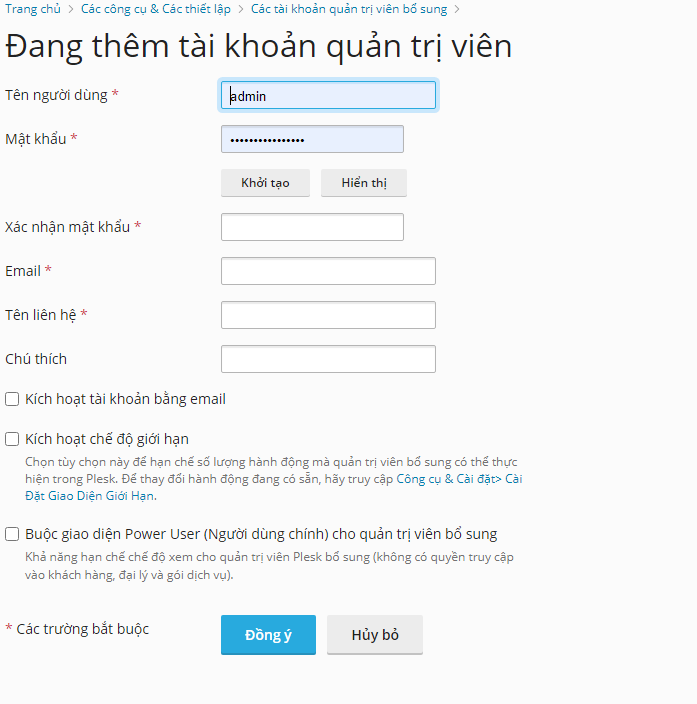 Trang chủ > Các công cụ & Các thiết lập > Các tài khoản quản trị viên bổ sung >
Đang thêm tài khoản quản trị viên
Tên người dùng * admin
Mật khẩu * ••••••••••••••••
Khởi tạo Hiển thị
Xác nhận mật khẩu *
Email *
Tên liên hệ *
Chú thích
Kích hoạt tài khoản bằng email
Kích hoạt chế độ giới hạn
Chọn tùy chọn này để hạn chế số lượng hành động mà quản trị viên bổ sung có thể thực
hiện trong Plesk. Để thay đổi hành động đang có sẵn, hãy truy cập Công cụ & Cài đặt> Cài
Đặt Giao Diện Giới Hạn.
Buộc giao diện Power User (Người dùng chính) cho quản trị viên bổ sung
Khả năng hạn chế chế độ xem cho quản trị viên Plesk bổ sung (không có quyền truy cập
vào khách hàng, đại lý và gói dịch vụ).
* Các trường bắt buộc Đồng ý Hủy bỏ